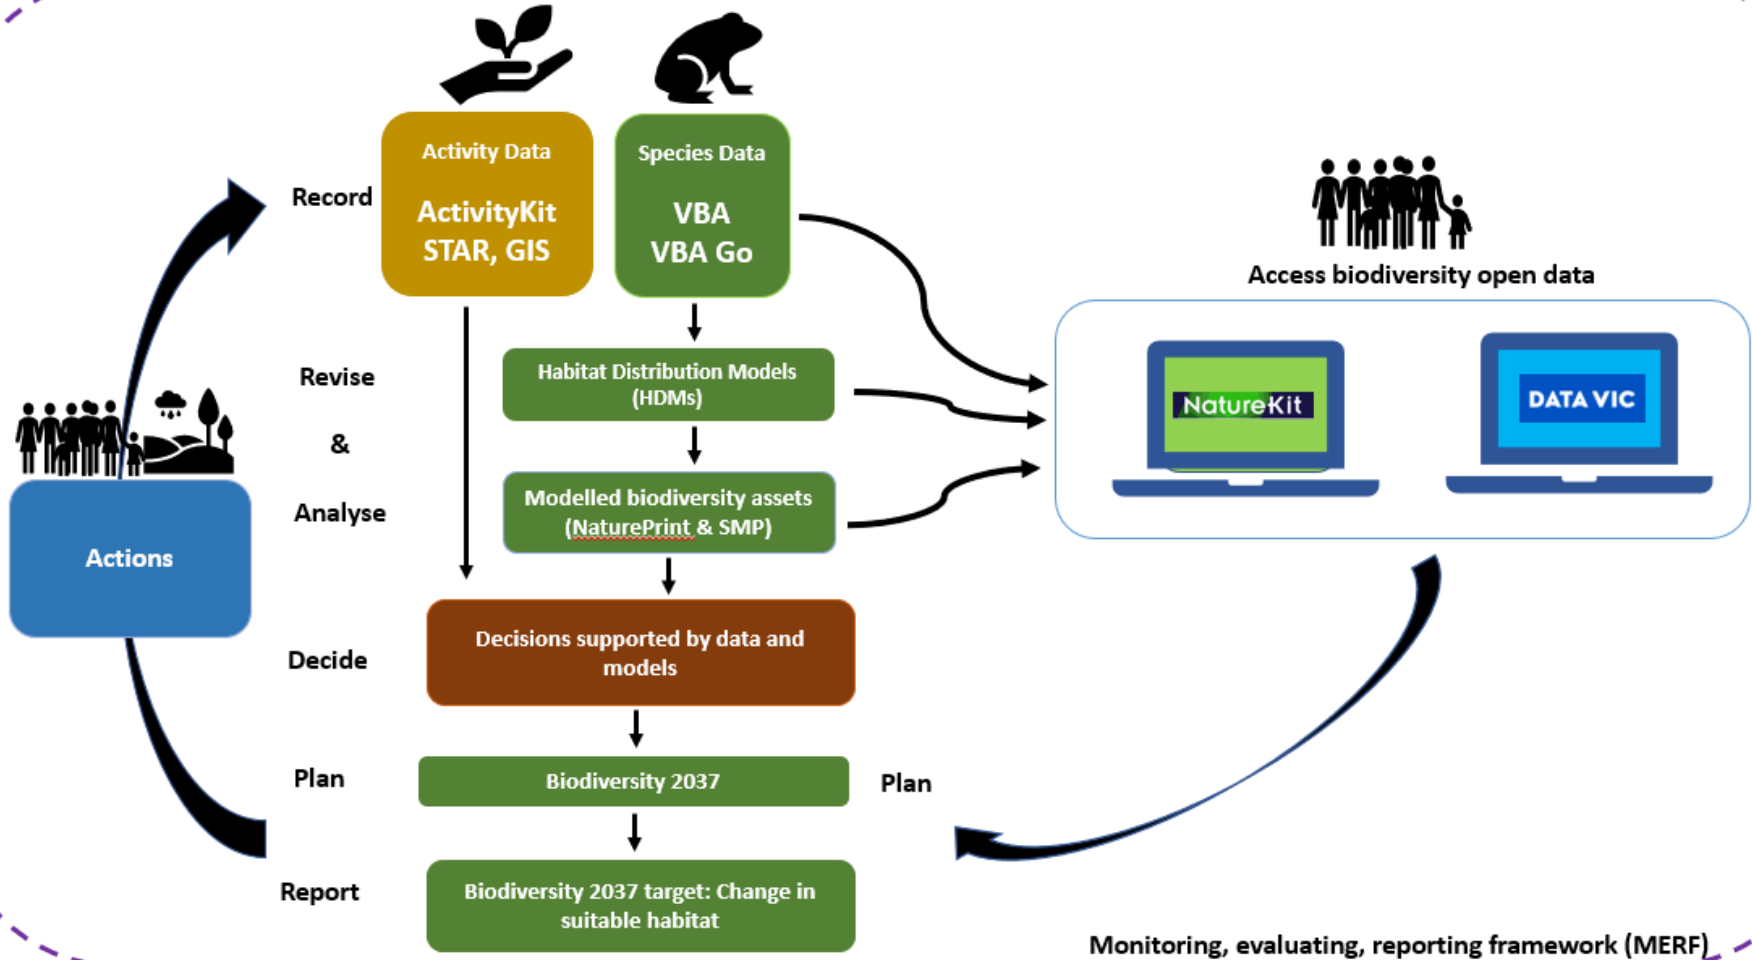 Activity Data
ActivityKit
STAR, GIS
Species Data
VBA
VBA Go
Record
Access biodiversity open data
NatureKit
DATA VIC
Revise
&
Analyse
Habitat Distribution Models
(HDMs)
Modelled biodiversity assets
(NaturePrint & SMP)
Actions
Decide
Decisions supported by data and
models
Plan
Biodiversity 2037
Plan
Report
Biodiversity 2037 target: Change in
suitable habitat
Monitoring, evaluating, reporting framework (MERF)